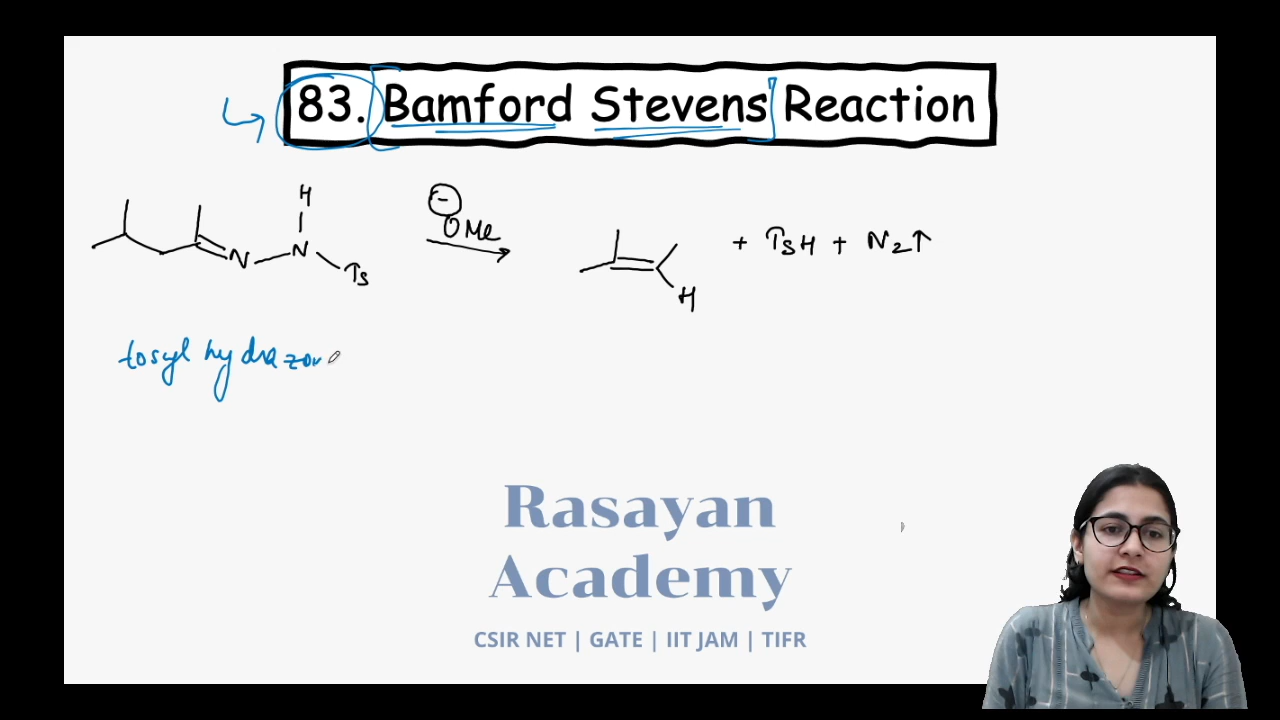 83. Bamford Stevens' Reaction
H
⊖
OMe
N N Ts
+ TsH + N2↑
H
tosyl hydrazon
Rasayan
Academy
CSIR NET | GATE | IIT JAM | TIFR